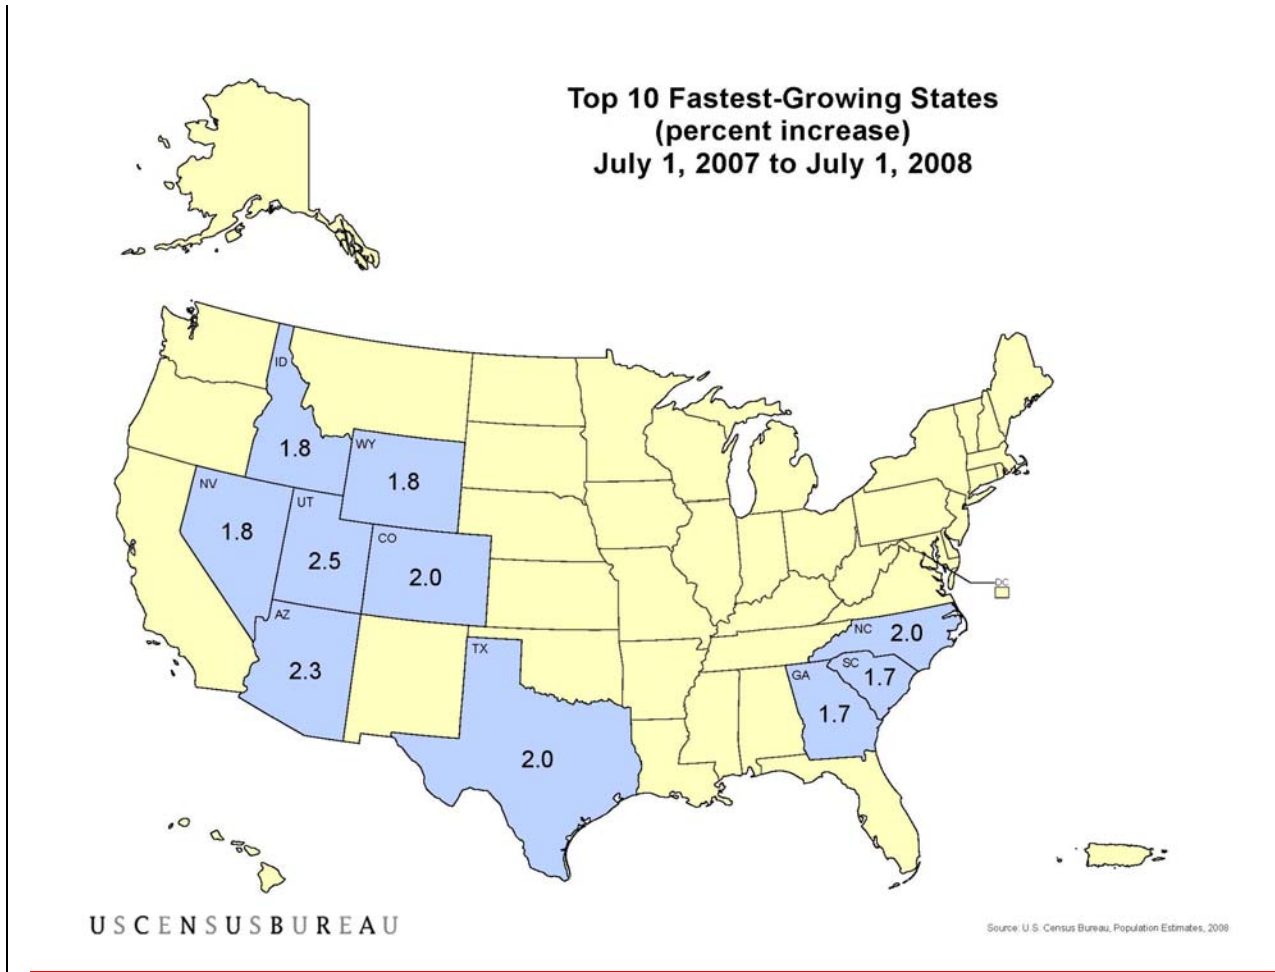 Top 10 Fastest-Growing States
(percent increase)
July 1, 2007 to July 1, 2008
ID
1.8
WY
1.8
NV
1.8
UT
2.5
CO
2.0
AZ
2.3
TX
2.0
NC
2.0
SC
1.7
GA
1.7
DC
USCENSUSBUREAU
Source: U.S. Census Bureau, Population Estimates, 2008